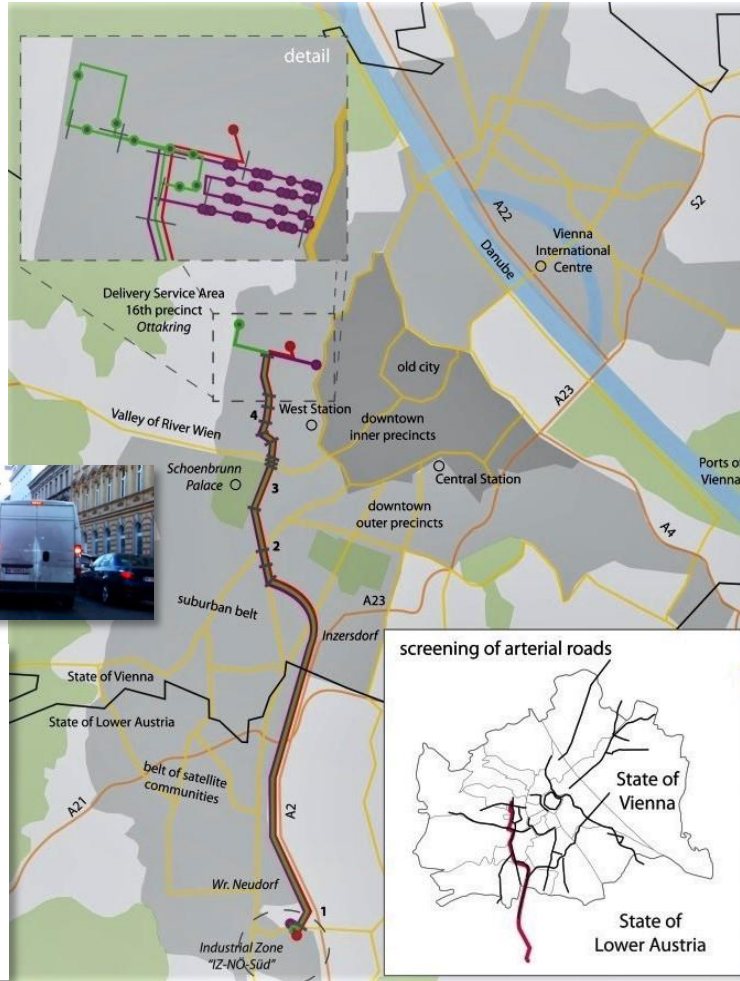 detail
A22
S2
Vienna
International
Centre
Danube
Delivery Service Area
16th precinct
Ottakring
old city
A23
West Station
4
Valley of River Wien
downtown
inner precincts
Schoenbrunn
Palace
Central Station
Ports of
Vienna
3
downtown
outer precincts
A4
2
suburban belt
A23
Inzersdorf
screening of arterial roads
State of Vienna
State of Lower Austria
belt of satellite
communities
A21
A2
State of
Vienna
Wr. Neudorf
1
Industrial Zone
"IZ-NÖ-Süd"
State of
Lower Austria